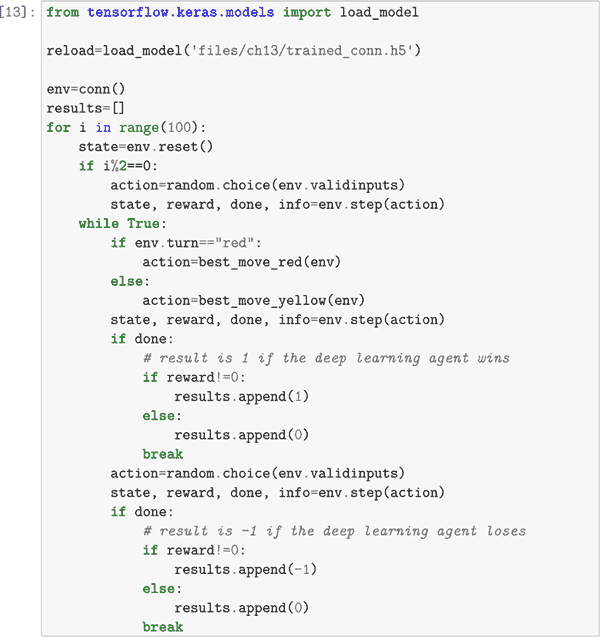 [13]: from tensorflow.keras.models import load_model

reload=load_model('files/ch13/trained_conn.h5')

env=conn()
results=[]
for i in range(100):
    state=env.reset()
    if i%2==0:
        action=random.choice(env.validinputs)
        state, reward, done, info=env.step(action)
    while True:
        if env.turn=="red":
            action=best_move_red(env)
        else:
            action=best_move_yellow(env)
        state, reward, done, info=env.step(action)
        if done:
            # result is 1 if the deep learning agent wins
            if reward!=0:
                results.append(1)
            else:
                results.append(0)
            break
        action=random.choice(env.validinputs)
        state, reward, done, info=env.step(action)
        if done:
            # result is -1 if the deep learning agent loses
            if reward!=0:
                results.append(-1)
            else:
                results.append(0)
            break